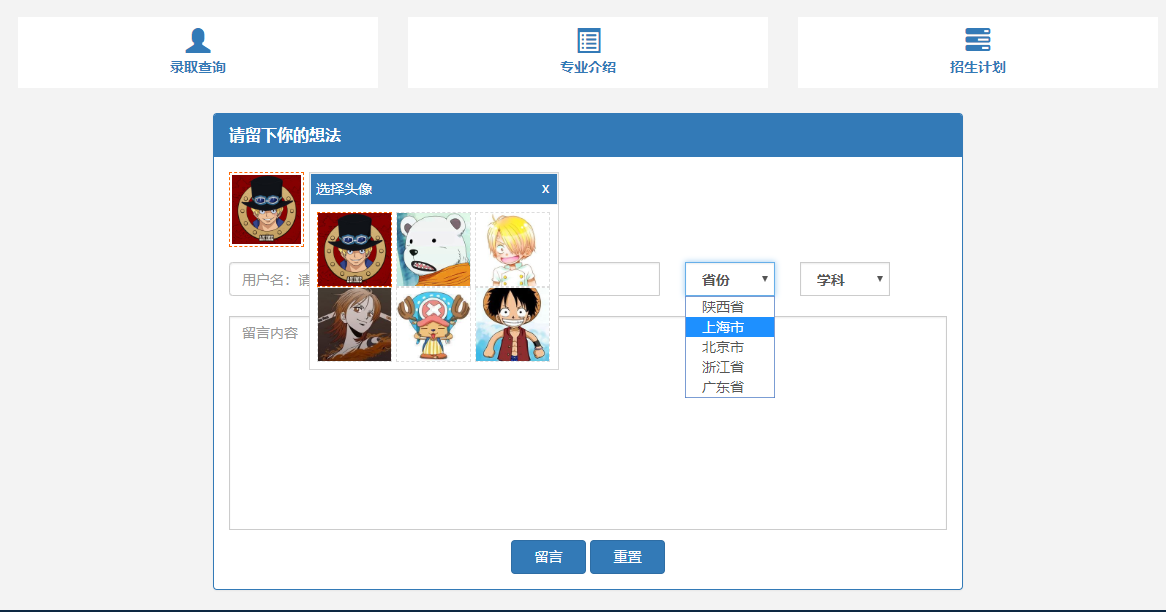 录取查询
专业介绍
招生计划
请留下你的想法
选择头像 x
用户名：请
省份
学科
陕西省
上海市
北京市
浙江省
广东省
留言内容
留言
重置